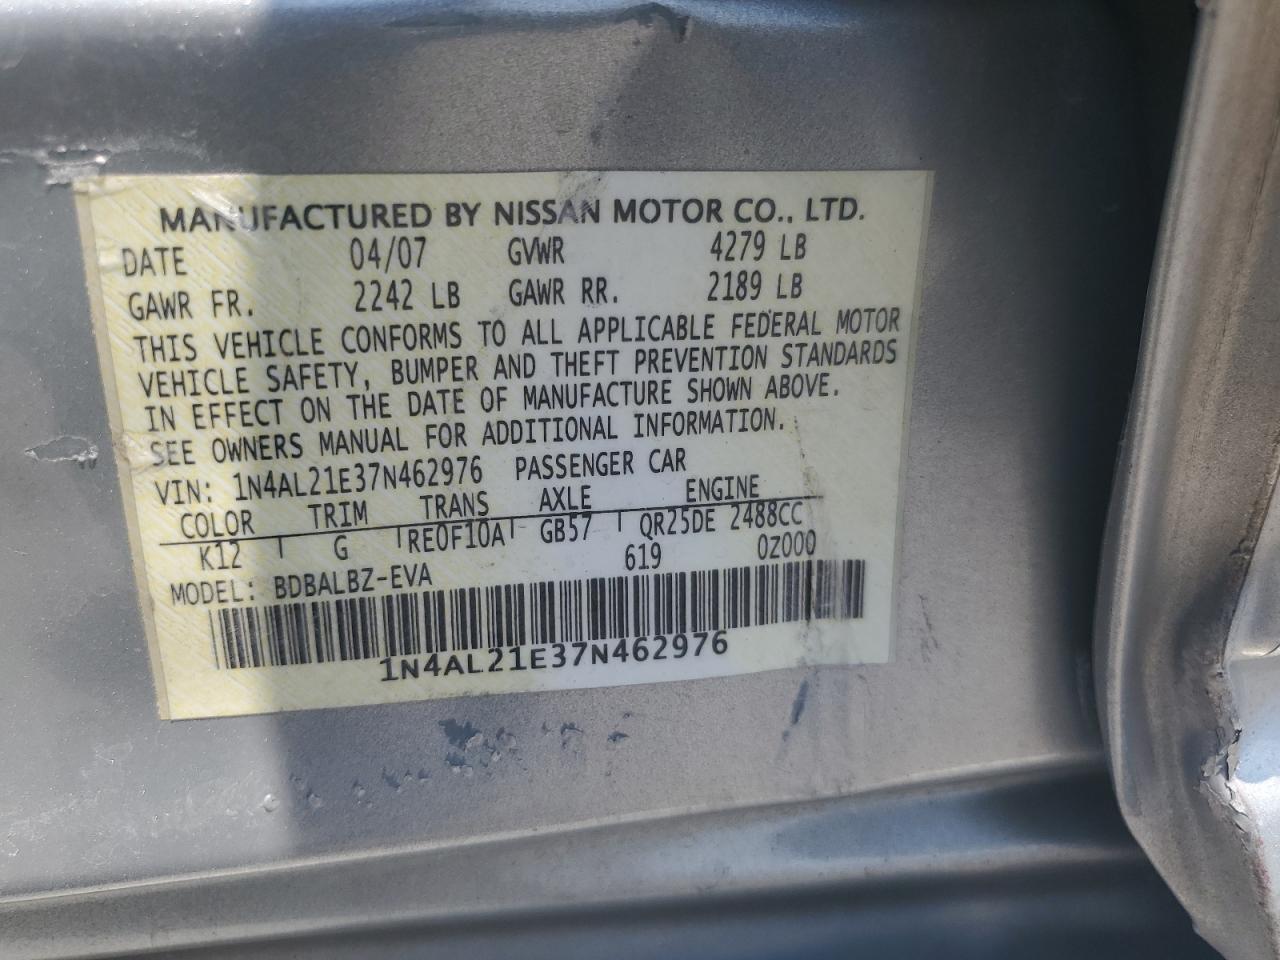 MANUFACTURED BY NISSAN MOTOR CO., LTD.
DATE 04/07 GVWR 4279 LB
GAWR FR. 2242 LB GAWR RR. 2189 LB
THIS VEHICLE CONFORMS TO ALL APPLICABLE FEDERAL MOTOR
VEHICLE SAFETY, BUMPER AND THEFT PREVENTION STANDARDS
IN EFFECT ON THE DATE OF MANUFACTURE SHOWN ABOVE.
SEE OWNERS MANUAL FOR ADDITIONAL INFORMATION.
VIN: 1N4AL21E37N462976 PASSENGER CAR
COLOR TRIM TRANS AXLE ENGINE
K12 G RE0F10A GB57 QR25DE 2488CC
619 0Z000
MODEL: BDBALBZ-EVA
1N4AL21E37N462976